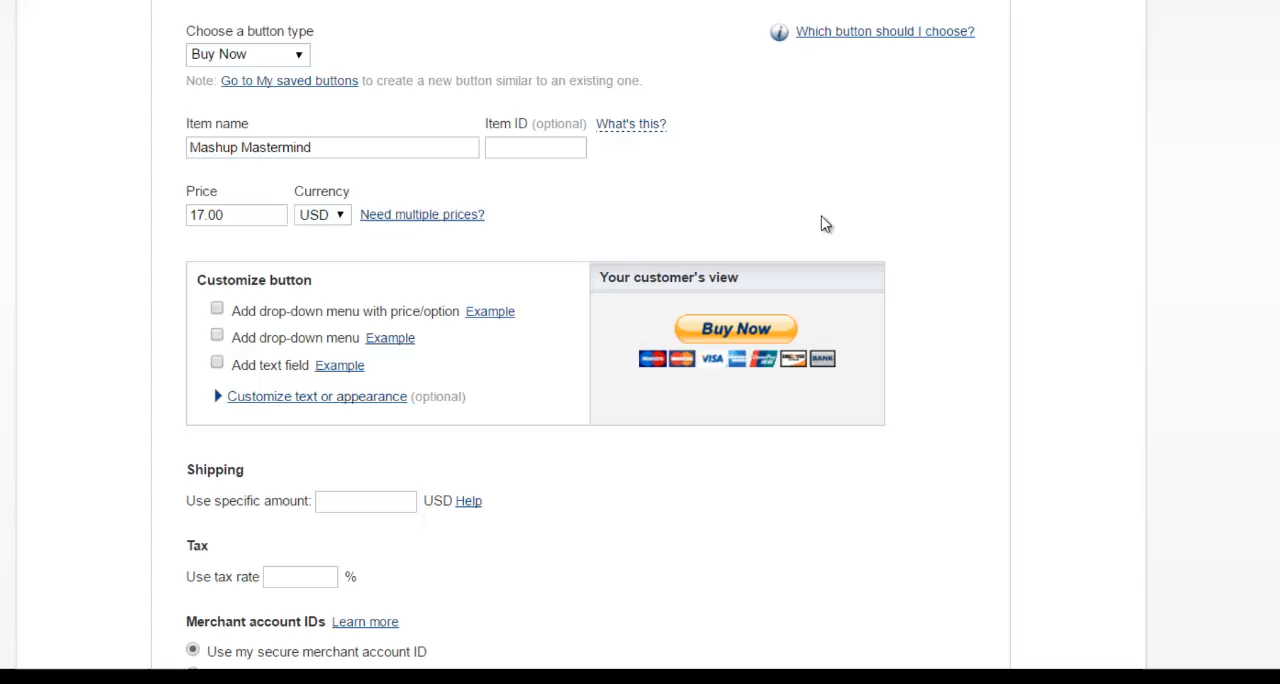 Choose a button type
Which button should I choose?
Buy Now
Note: Go to My saved buttons to create a new button similar to an existing one.
Item name Item ID (optional) What's this?
Mashup Mastermind
Price Currency
17.00 USD Need multiple prices?
Customize button
Your customer's view
Add drop-down menu with price/option Example
Add drop-down menu Example
Add text field Example
Customize text or appearance (optional)
Buy Now
VISA BANK
Shipping
Use specific amount: USD Help
Tax
Use tax rate %
Merchant account IDs Learn more
Use my secure merchant account ID